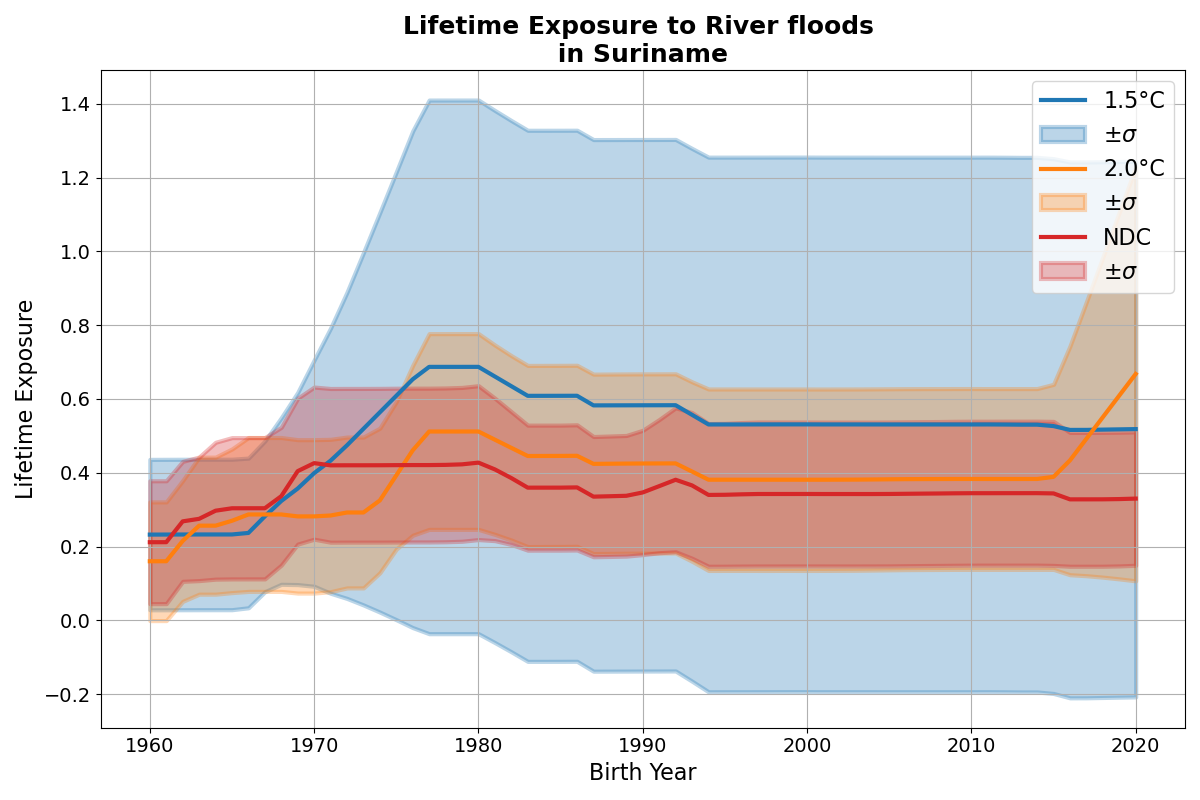 Lifetime Exposure to River floods
in Suriname
1.5°C
±σ
2.0°C
±σ
NDC
±σ
Lifetime Exposure
1.4
1.2
1.0
0.8
0.6
0.4
0.2
0.0
−0.2
1960 1970 1980 1990 2000 2010 2020
Birth Year